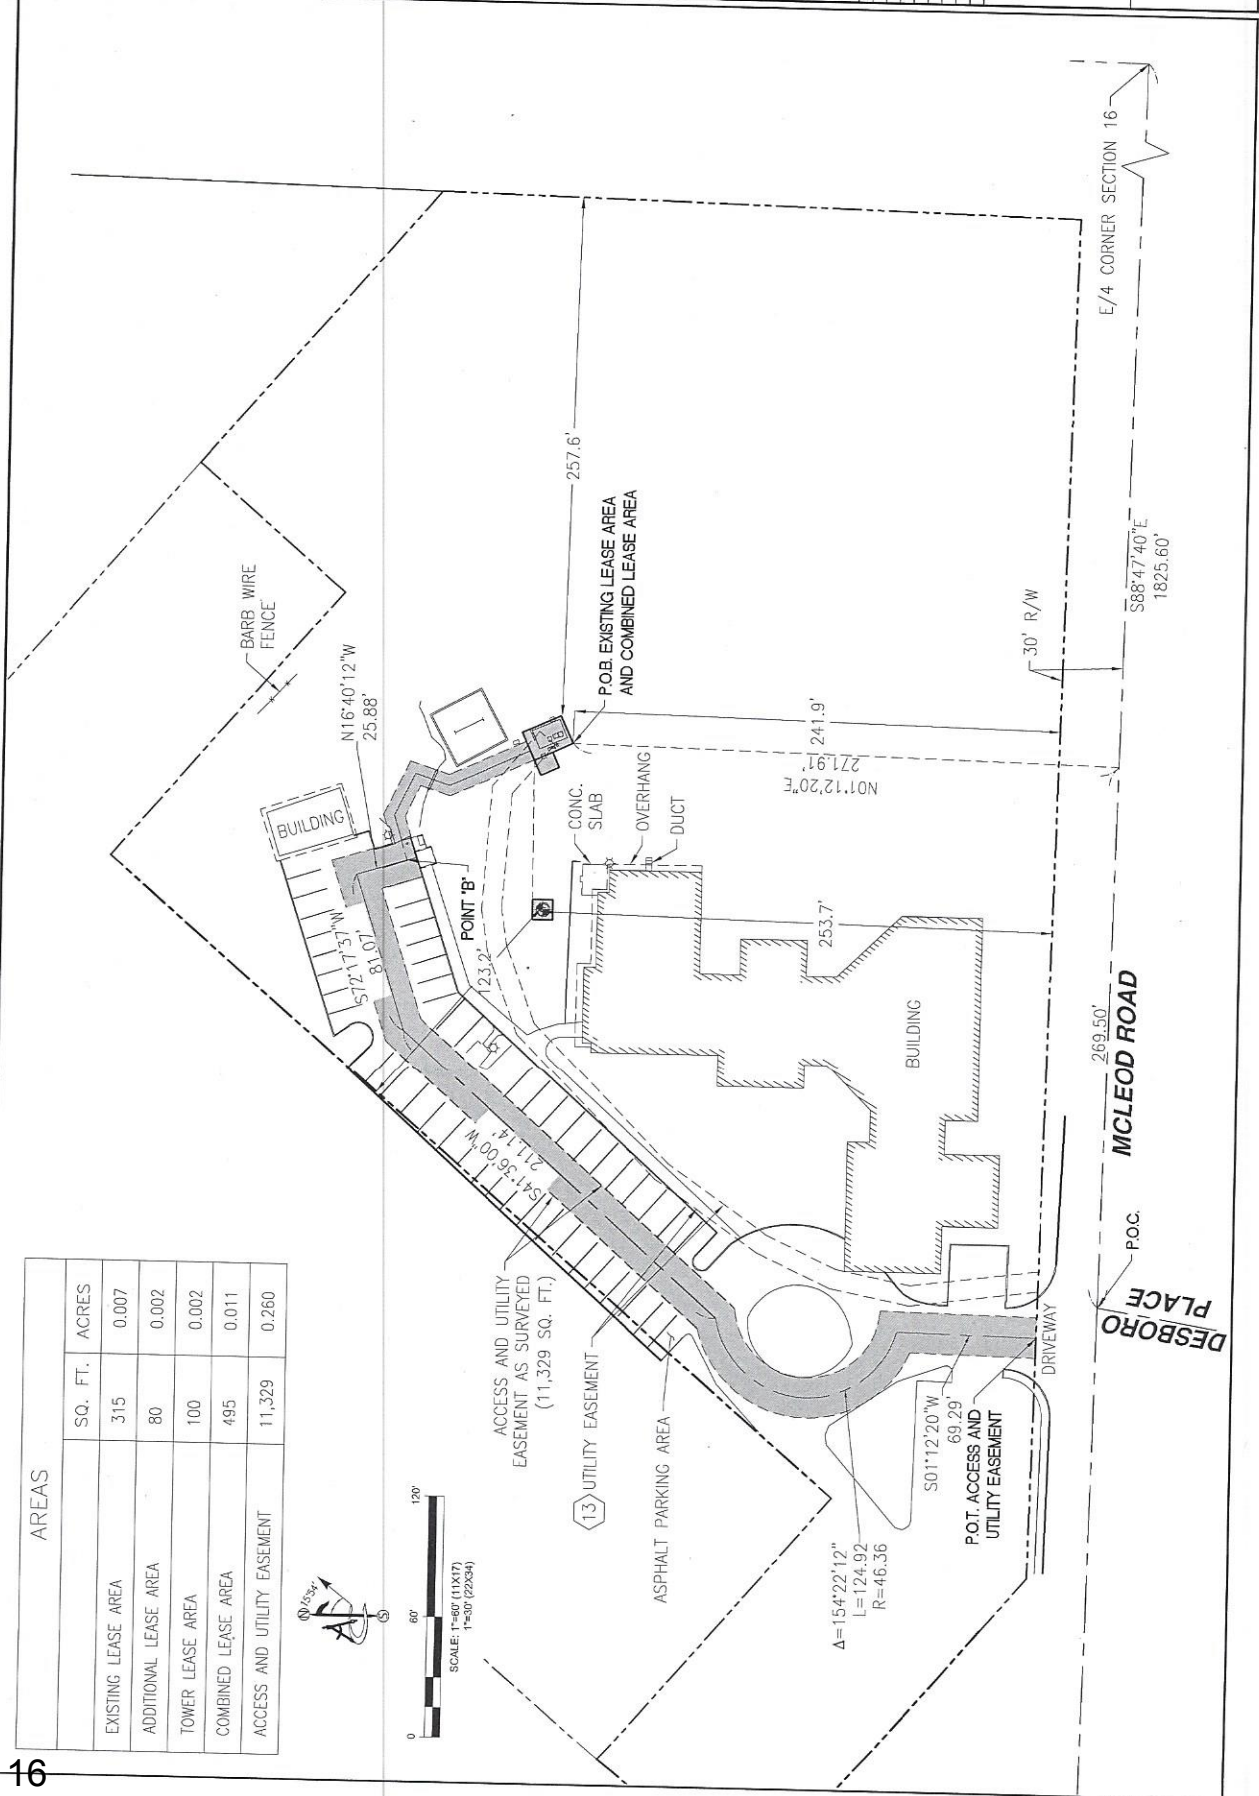 16
AREAS
SQ. FT. ACRES
EXISTING LEASE AREA 315 0.007
ADDITIONAL LEASE AREA 80 0.002
TOWER LEASE AREA 100 0.002
COMBINED LEASE AREA 495 0.011
ACCESS AND UTILITY EASEMENT 11,329 0.260
N
15°54'
S
0 60' 120'
SCALE: 1"=60' (11X17)
1"=30' (22X34)
BARB WIRE
FENCE
N16°40'12"W
25.88'
BUILDING
S72°17'37"W
81.07'
POINT "B"
123.2'
257.6'
P.O.B. EXISTING LEASE AREA
AND COMBINED LEASE AREA
CONC.
SLAB
OVERHANG
DUCT
241.9'
N01°12'20"E
271.91'
253.7'
BUILDING
S41°36'00"W
211.14'
ACCESS AND UTILITY
EASEMENT AS SURVEYED
(11,329 SQ. FT.)
13 UTILITY EASEMENT
ASPHALT PARKING AREA
Δ=154°22'12"
L=124.92
R=46.36
S01°12'20"W
69.29'
P.O.T. ACCESS AND
UTILITY EASEMENT
DRIVEWAY
30' R/W
E/4 CORNER SECTION 16
S88°47'40"E
1825.60'
269.50'
MCLEOD ROAD
P.O.C.
DESBORO
PLACE